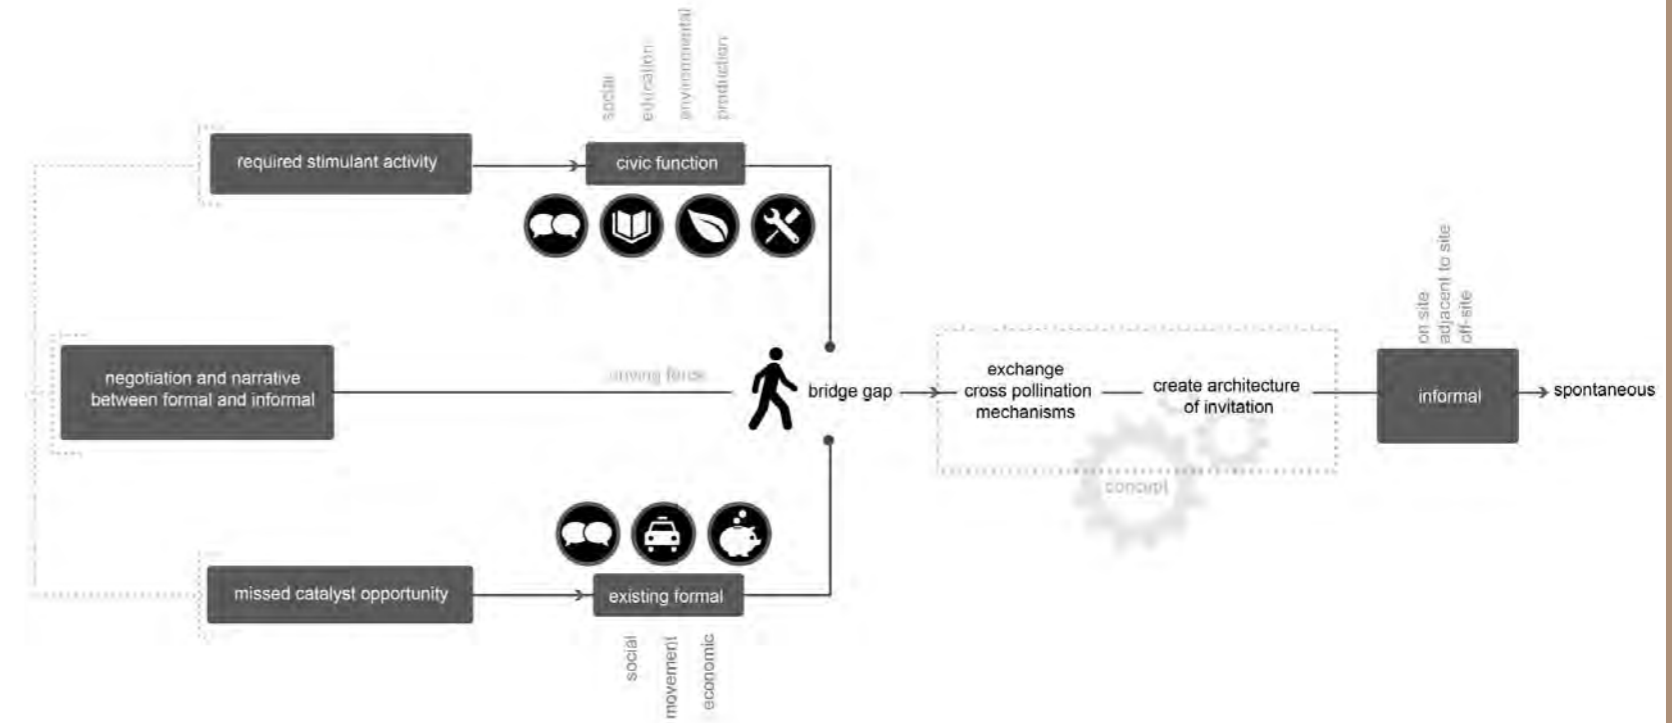 social
education
environmental
production
required stimulant activity
civic function
negotiation and narrative
between formal and informal
driving force
bridge gap
exchange
cross pollination
mechanisms
create architecture
of invitation
concept
on site
adjacent to site
off-site
informal
spontaneous
missed catalyst opportunity
existing formal
social
movement
economic